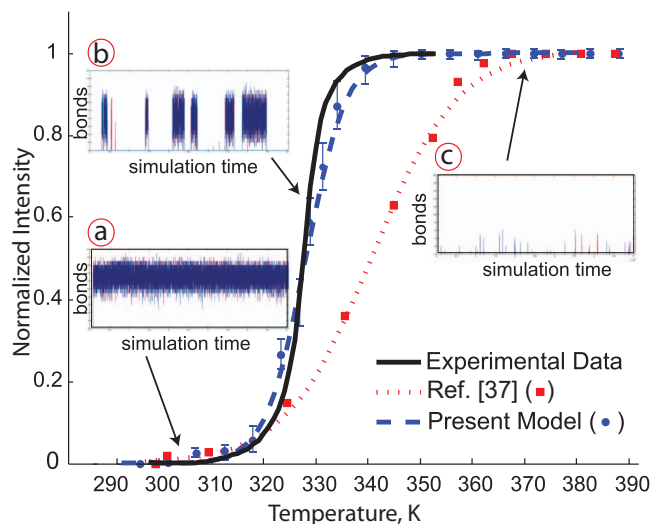 b
bonds
simulation time
a
bonds
simulation time
c
bonds
simulation time
Normalized Intensity
1
0.8
0.6
0.4
0.2
0
Experimental Data
Ref. [37] ( )
Present Model ( )
290 300 310 320 330 340 350 360 370 380 390
Temperature, K